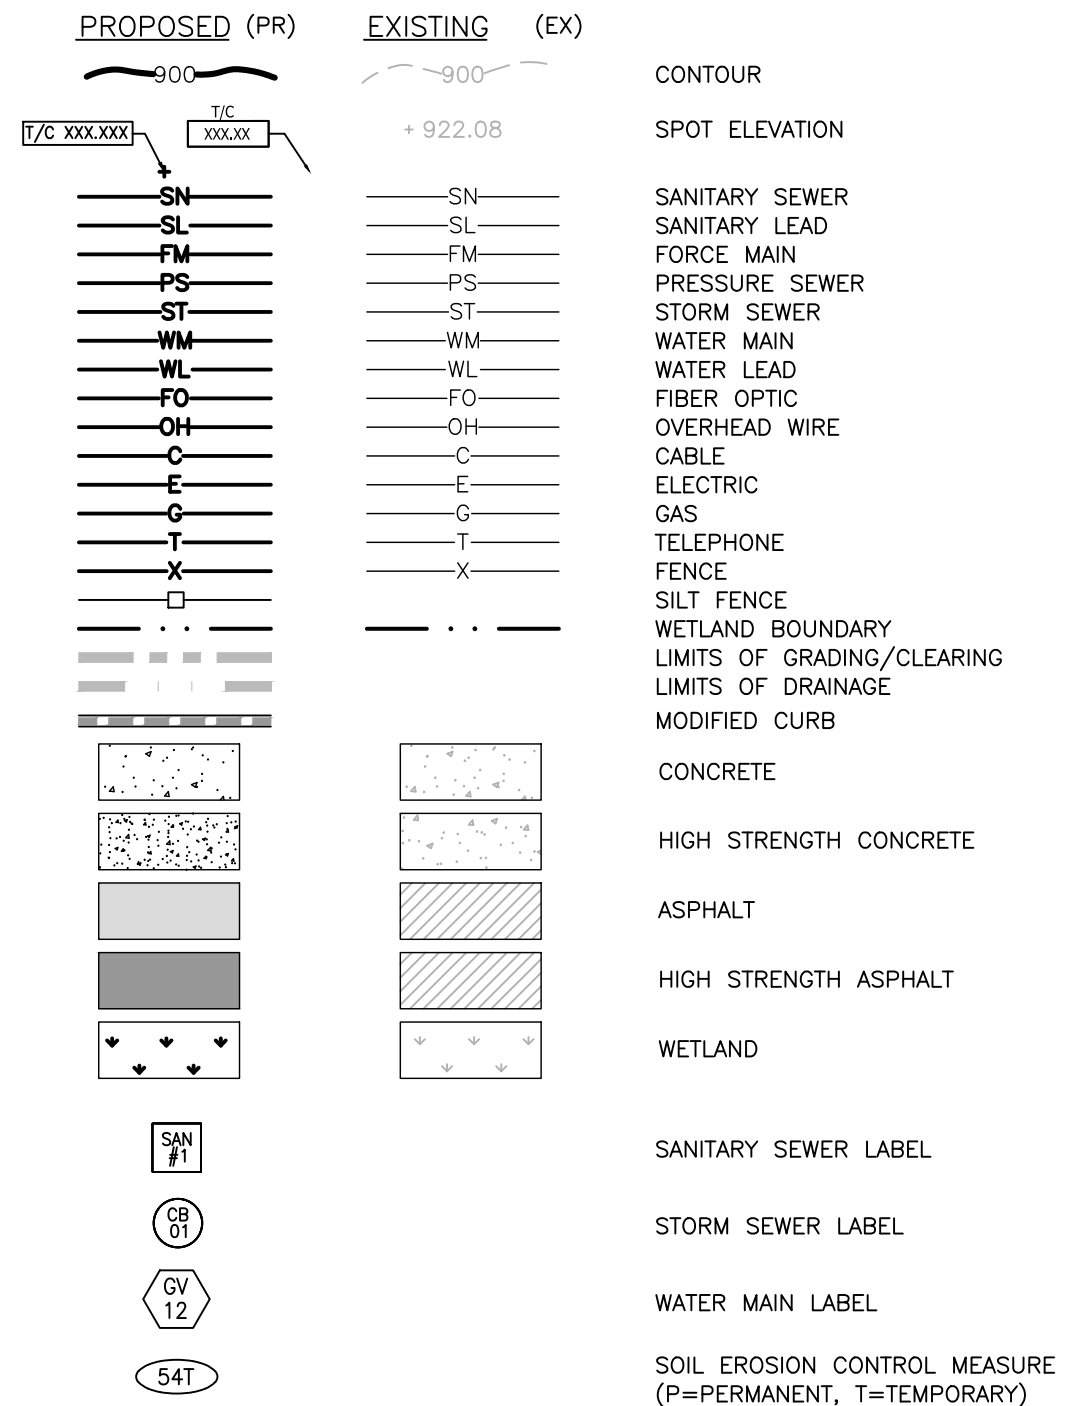 PROPOSED (PR) EXISTING (EX)
900 900 CONTOUR
T/C
T/C XXX.XXX XXX.XX + 922.08 SPOT ELEVATION
SN SN SANITARY SEWER
SL SL SANITARY LEAD
FM FM FORCE MAIN
PS PS PRESSURE SEWER
ST ST STORM SEWER
WM WM WATER MAIN
WL WL WATER LEAD
FO FO FIBER OPTIC
OH OH OVERHEAD WIRE
C C CABLE
E E ELECTRIC
G G GAS
T T TELEPHONE
X X FENCE
SILT FENCE
WETLAND BOUNDARY
LIMITS OF GRADING/CLEARING
LIMITS OF DRAINAGE
MODIFIED CURB
CONCRETE
HIGH STRENGTH CONCRETE
ASPHALT
HIGH STRENGTH ASPHALT
WETLAND
SAN
#1
SANITARY SEWER LABEL
CB
01
STORM SEWER LABEL
GV
12
WATER MAIN LABEL
54T
SOIL EROSION CONTROL MEASURE
(P=PERMANENT, T=TEMPORARY)